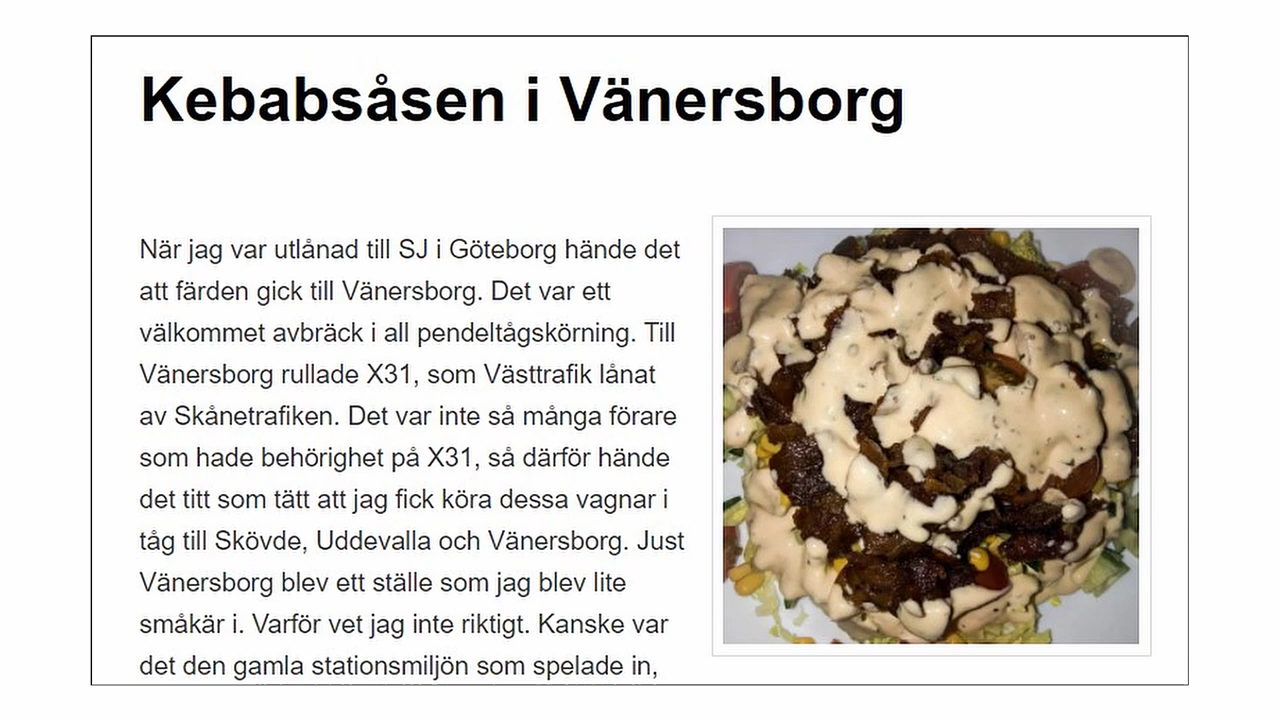 Kebabsåsen i Vänersborg
När jag var utlånad till SJ i Göteborg hände det
att färden gick till Vänersborg. Det var ett
välkommet avbräck i all pendeltågskörning. Till
Vänersborg rullade X31, som Västtrafik lånat
av Skånetrafiken. Det var inte så många förare
som hade behörighet på X31, så därför hände
det titt som tätt att jag fick köra dessa vagnar i
tåg till Skövde, Uddevalla och Vänersborg. Just
Vänersborg blev ett ställe som jag blev lite
småkär i. Varför vet jag inte riktigt. Kanske var
det den gamla stationsmiljön som spelade in,